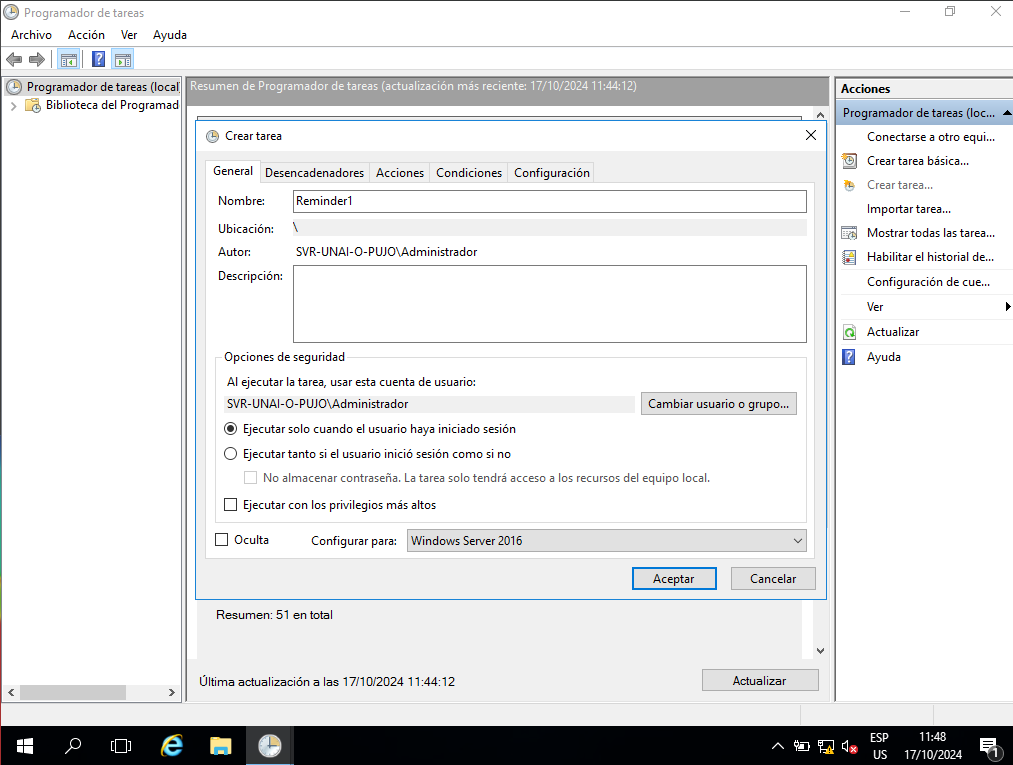 Programador de tareas
Archivo Acción Ver Ayuda
Programador de tareas (local
Biblioteca del Programad
Resumen de Programador de tareas (actualización más reciente: 17/10/2024 11:44:12)
Crear tarea
General Desencadenadores Acciones Condiciones Configuración
Nombre: Reminder1
Ubicación: \
Autor: SVR-UNAI-O-PUJO\Administrador
Descripción:
Opciones de seguridad
Al ejecutar la tarea, usar esta cuenta de usuario:
SVR-UNAI-O-PUJO\Administrador Cambiar usuario o grupo...
Ejecutar solo cuando el usuario haya iniciado sesión
Ejecutar tanto si el usuario inició sesión como si no
No almacenar contraseña. La tarea solo tendrá acceso a los recursos del equipo local.
Ejecutar con los privilegios más altos
Oculta Configurar para: Windows Server 2016
Aceptar Cancelar
Resumen: 51 en total
Última actualización a las 17/10/2024 11:44:12 Actualizar
Acciones
Programador de tareas (loc...
Conectarse a otro equi...
Crear tarea básica...
Crear tarea...
Importar tarea...
Mostrar todas las tarea...
Habilitar el historial de...
Configuración de cue...
Ver
Actualizar
Ayuda
ESP 11:48
US 17/10/2024 1